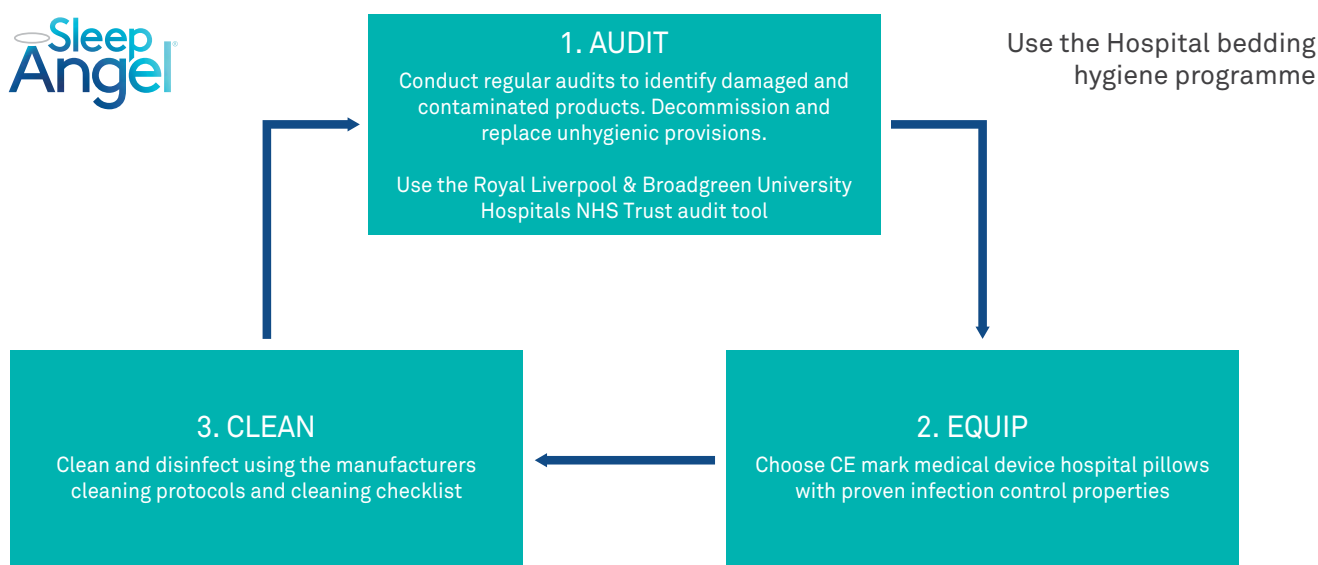 Sleep
Angel®
Use the Hospital bedding
hygiene programme
1. AUDIT
Conduct regular audits to identify damaged and
contaminated products. Decommission and
replace unhygienic provisions.
Use the Royal Liverpool & Broadgreen University
Hospitals NHS Trust audit tool
2. EQUIP
Choose CE mark medical device hospital pillows
with proven infection control properties
3. CLEAN
Clean and disinfect using the manufacturers
cleaning protocols and cleaning checklist